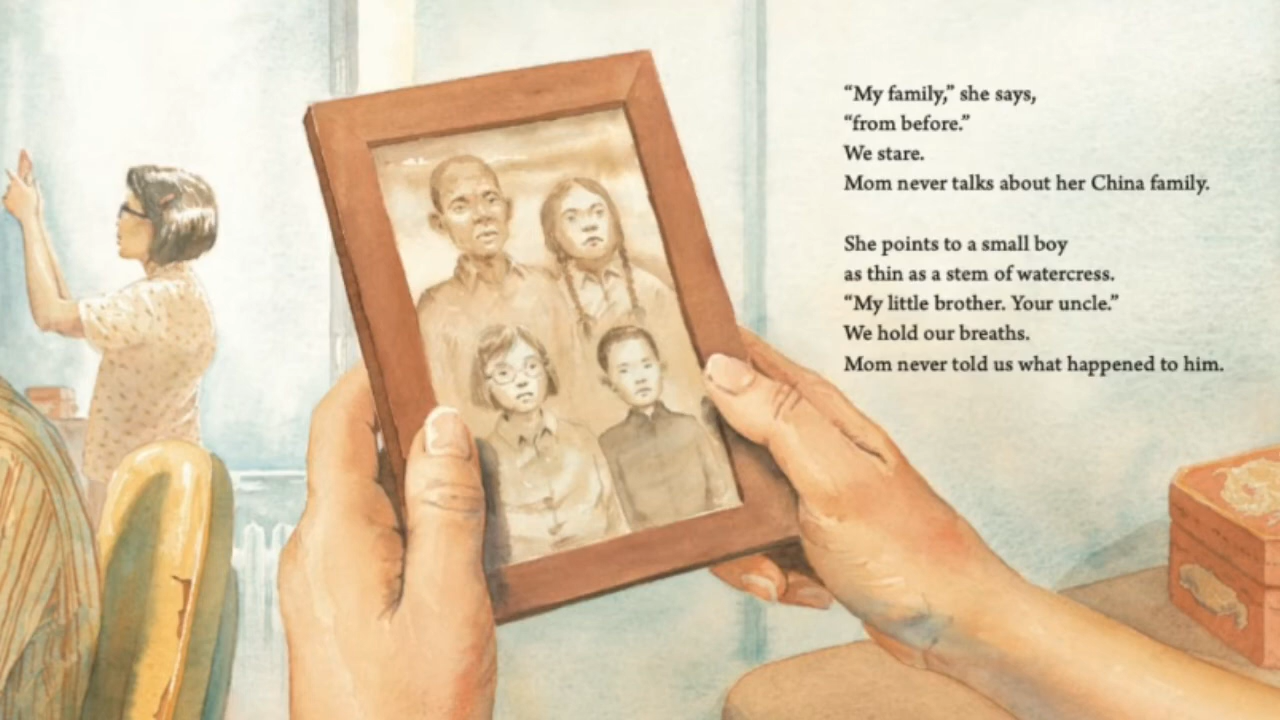 “My family,” she says,
“from before.”
We stare.
Mom never talks about her China family.
She points to a small boy
as thin as a stem of watercress.
“My little brother. Your uncle.”
We hold our breaths.
Mom never told us what happened to him.